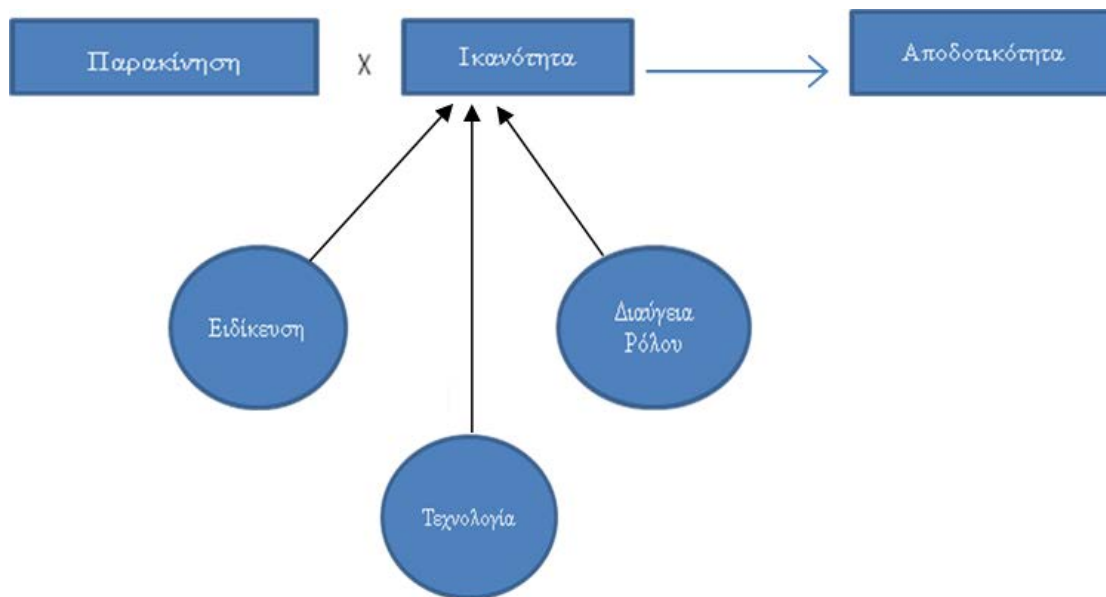 Παρακίνηση
X
Ικανότητα
Αποδοτικότητα
Ειδίκευση
Διαύγεια
Ρόλου
Τεχνολογία